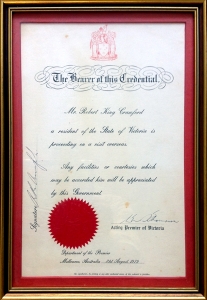 The Bearer of this Credential,
Mr Robert King Crawford
a resident of the State of Victoria is
proceeding on a visit overseas.
Any facilities or courtesies which
may be accorded him will be appreciated
by this Government.
Signature
Acting Premier of Victoria
Department of the Premier
Melbourne, Australia